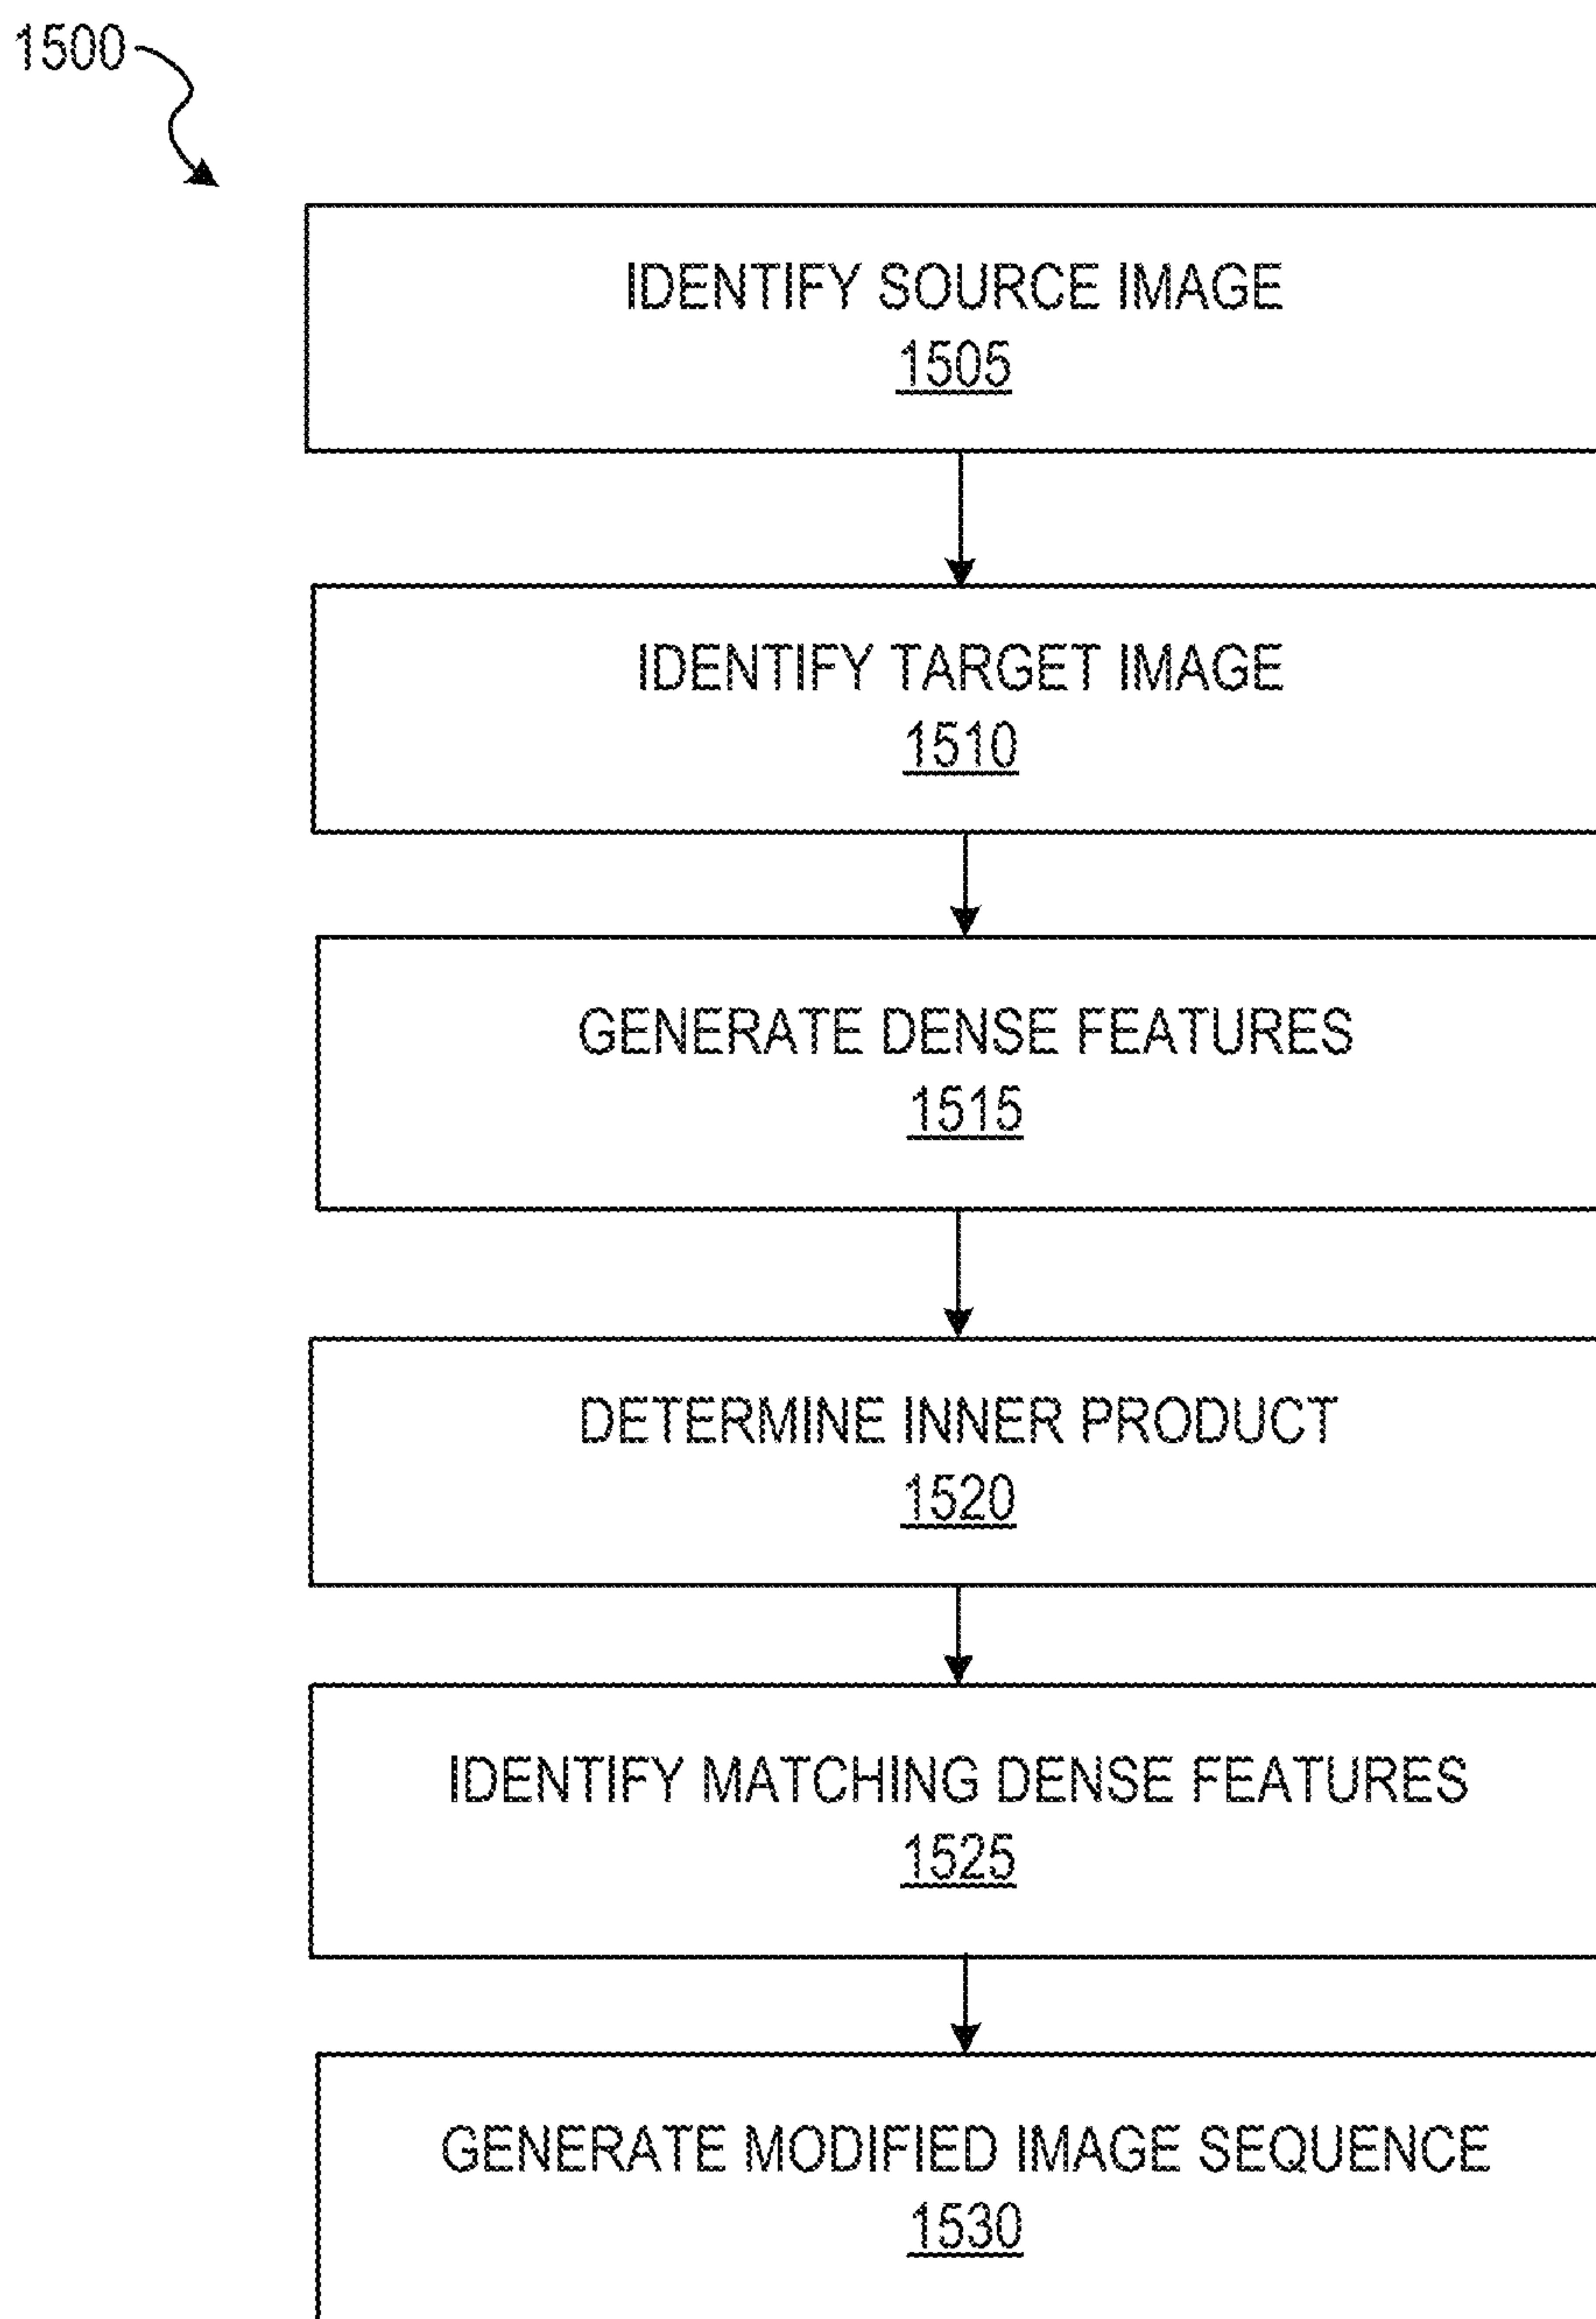 1500
IDENTIFY SOURCE IMAGE
1505
IDENTIFY TARGET IMAGE
1510
GENERATE DENSE FEATURES
1515
DETERMINE INNER PRODUCT
1520
IDENTIFY MATCHING DENSE FEATURES
1525
GENERATE MODIFIED IMAGE SEQUENCE
1530